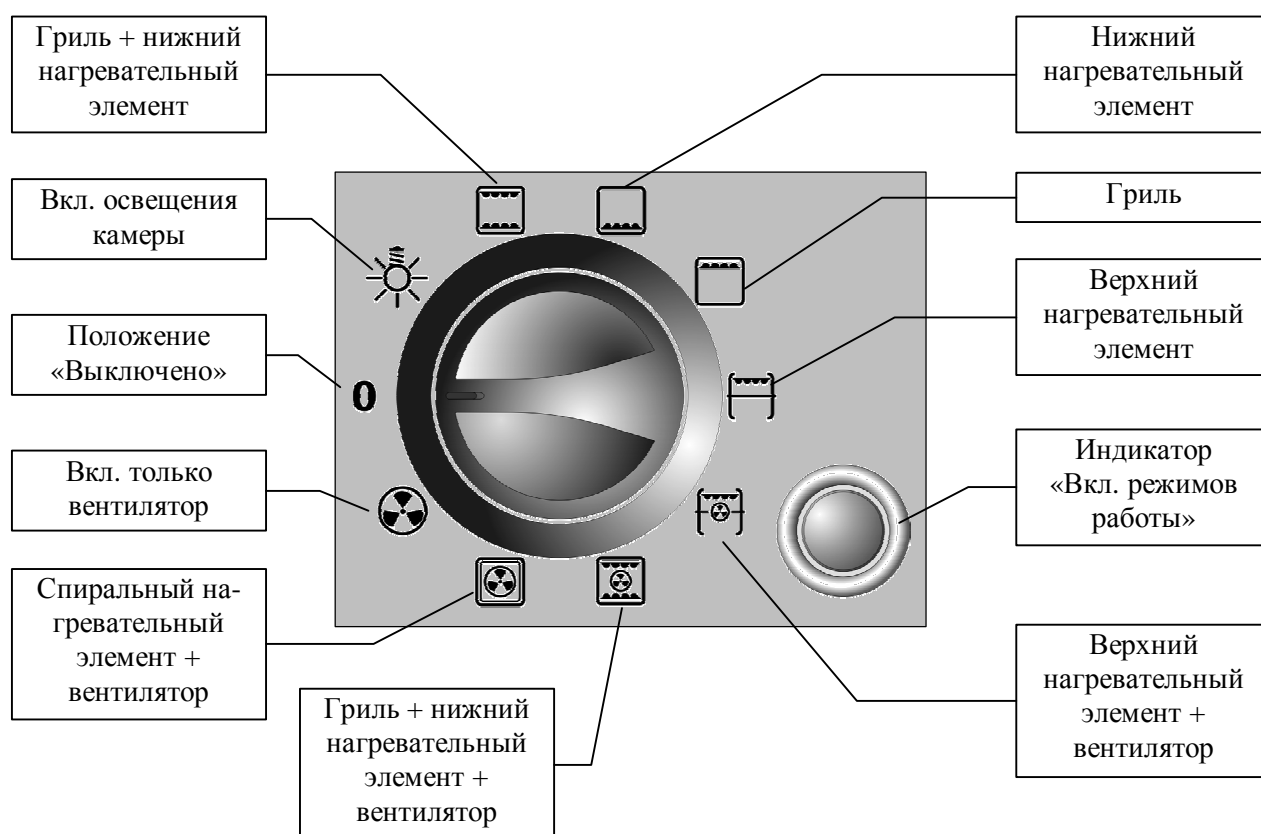 Гриль + нижний
нагревательный
элемент
Нижний
нагревательный
элемент
Вкл. освещения
камеры
Гриль
Верхний
нагревательный
элемент
Положение
«Выключено»
0
Вкл. только
вентилятор
Индикатор
«Вкл. режимов
работы»
Спиральный на-
гревательный
элемент +
вентилятор
Гриль + нижний
нагревательный
элемент +
вентилятор
Верхний
нагревательный
элемент +
вентилятор